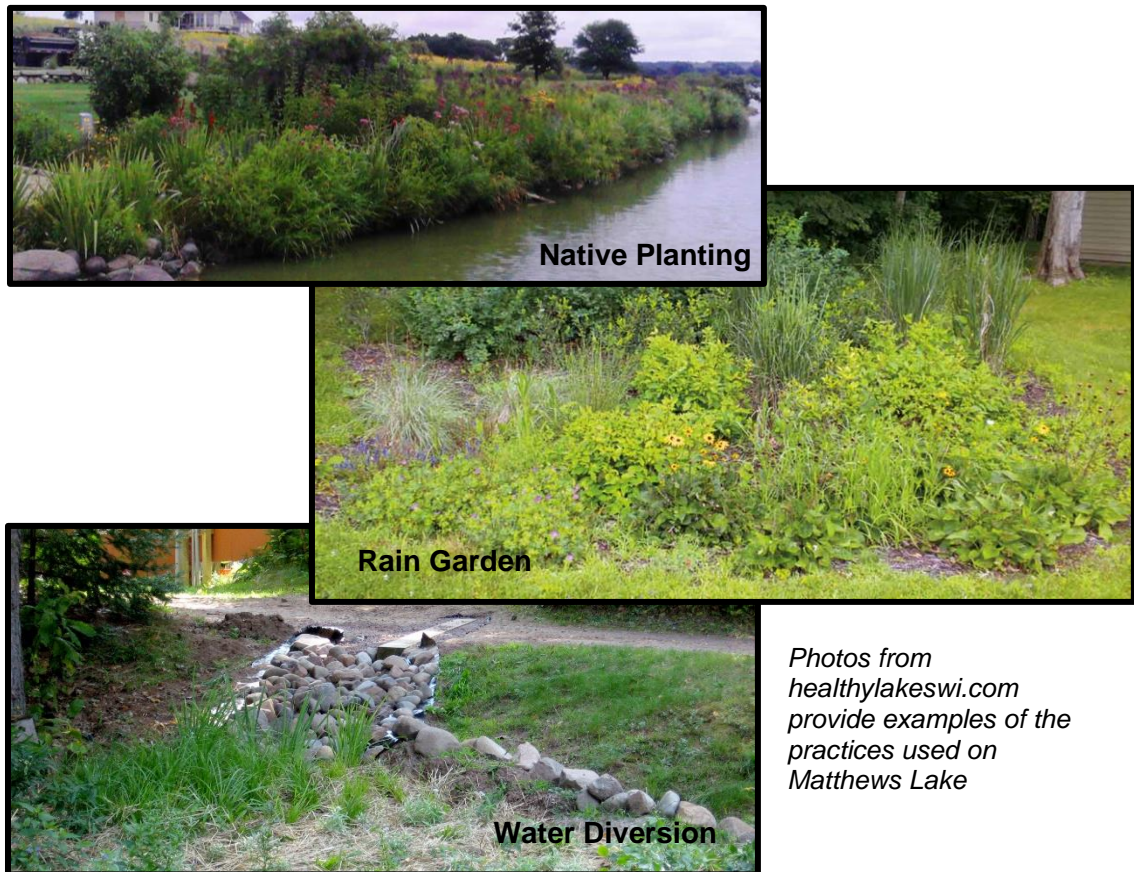 Native Planting
Rain Garden
Water Diversion
Photos from
healthylakeswi.com
provide examples of the
practices used on
Matthews Lake